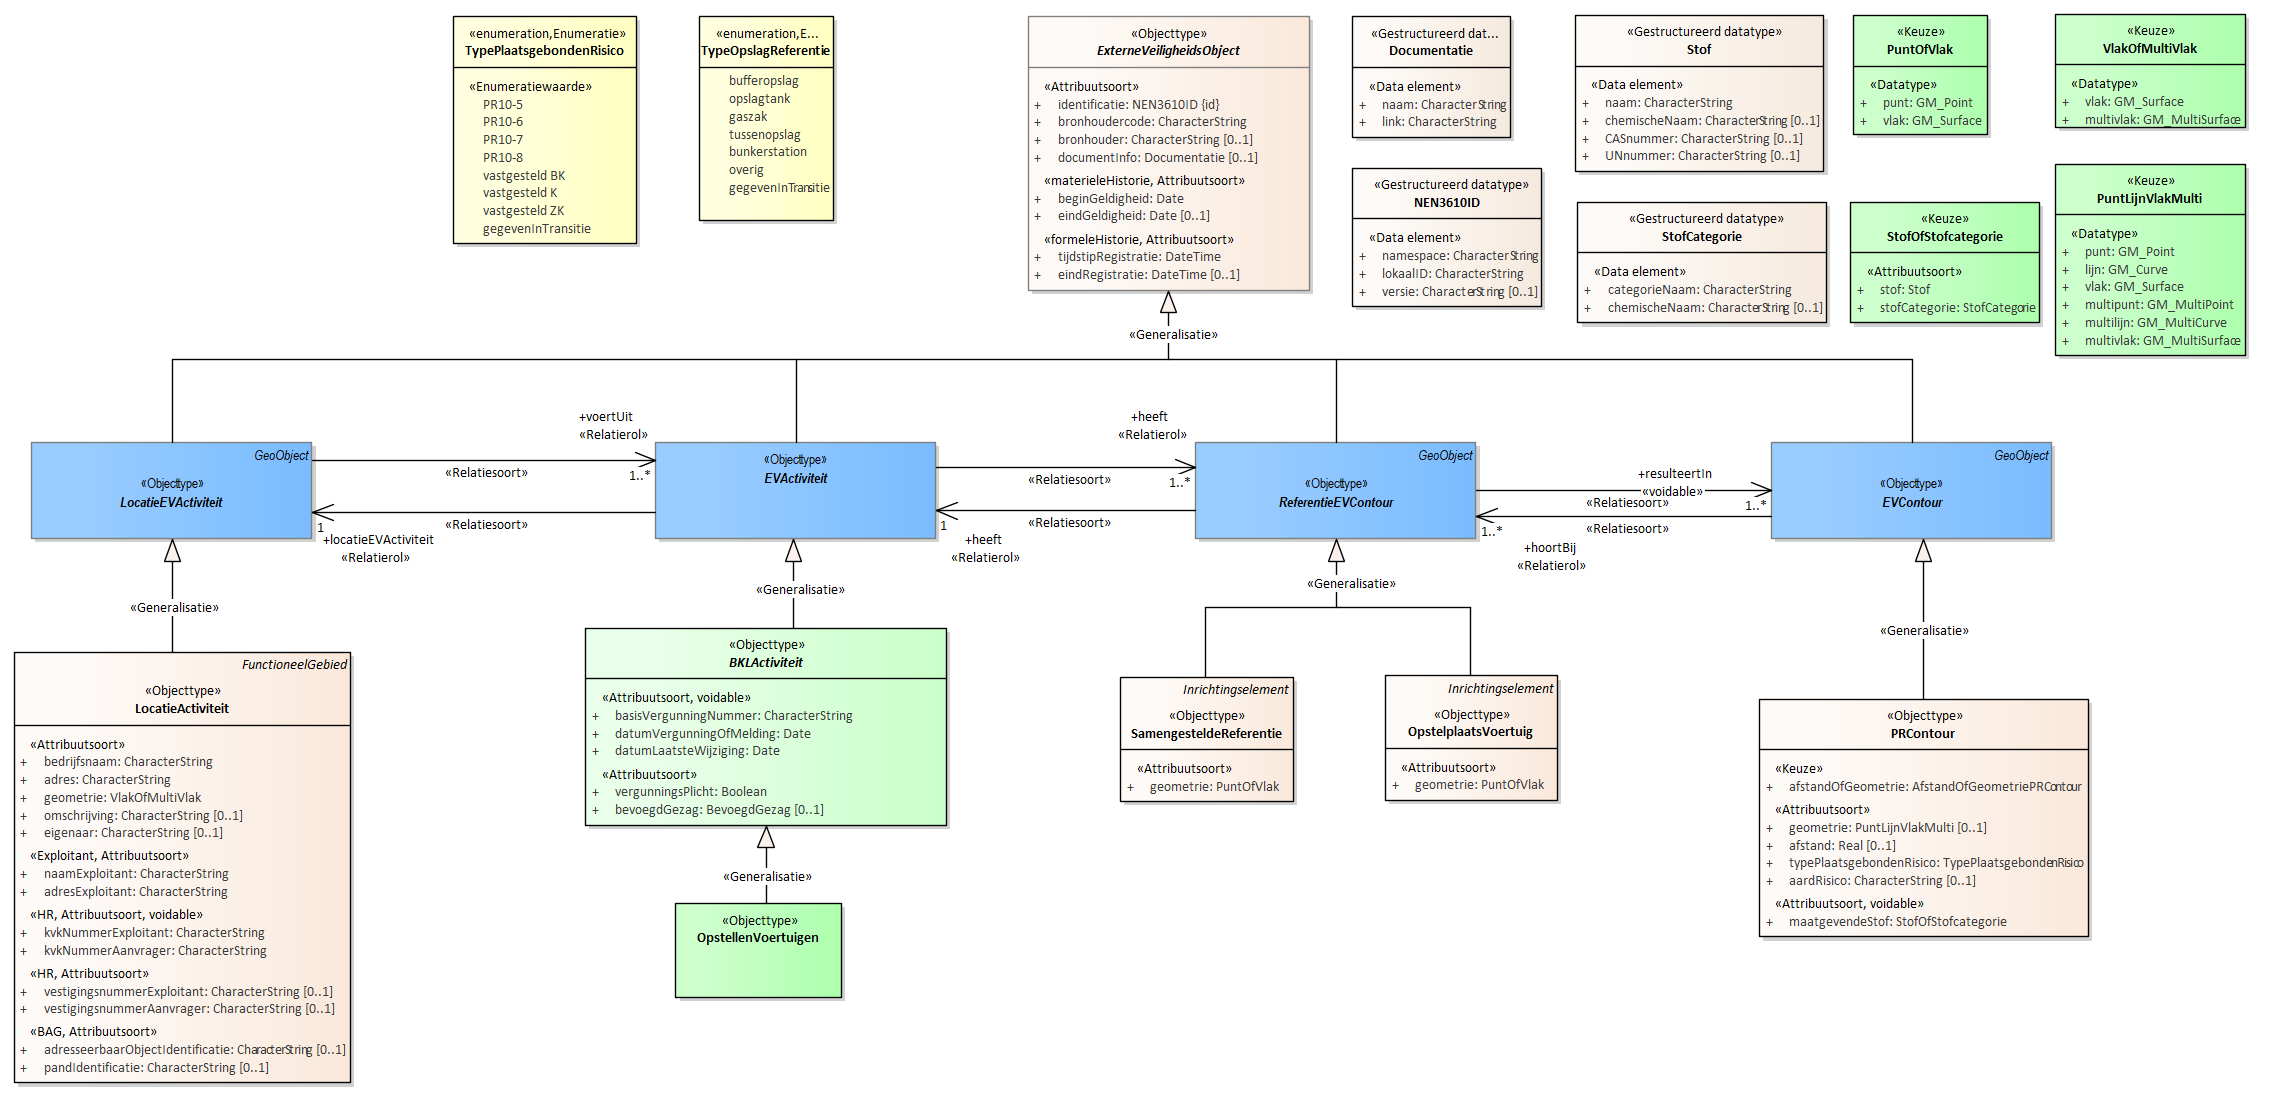 «enumeration,Enumeratie»
TypePlaatsgebondenRisico
«Enumeratiewaarde»
PR10-5
PR10-6
PR10-7
PR10-8
vastgesteld BK
vastgesteld K
vastgesteld ZK
gegevenInTransitie
«enumeration,E...
TypeOpslagReferentie
bufferopslag
opslagtank
gaszak
tussenopslag
bunkerstation
overig
gegevenInTransitie
«Objecttype»
ExterneVeiligheidsObject
«Attribuutsoort»
+ identificatie: NEN3610ID {id}
+ bronhoudercode: CharacterString
+ bronhouder: CharacterString [0..1]
+ documentInfo: Documentatie [0..1]
«materieleHistorie, Attribuutsoort»
+ beginGeldigheid: Date
+ eindGeldigheid: Date [0..1]
«formeleHistorie, Attribuutsoort»
+ tijdstipRegistratie: DateTime
+ eindRegistratie: DateTime [0..1]
«Gestructureerd dat...
Documentatie
«Data element»
+ naam: CharacterString
+ link: CharacterString
«Gestructureerd datatype»
NEN3610ID
«Data element»
+ namespace: CharacterString
+ lokaalID: CharacterString
+ versie: CharacterString [0..1]
«Gestructureerd datatype»
Stof
«Data element»
+ naam: CharacterString
+ chemischeNaam: CharacterString [0..1]
+ CASnummer: CharacterString [0..1]
+ UNnummer: CharacterString [0..1]
«Gestructureerd datatype»
StofCategorie
«Data element»
+ categorieNaam: CharacterString
+ chemischeNaam: CharacterString [0..1]
«Keuze»
PuntOfVlak
«Datatype»
+ punt: GM_Point
+ vlak: GM_Surface
«Keuze»
StofOfStofcategorie
«Attribuutsoort»
+ stof: Stof
+ stofCategorie: StofCategorie
«Keuze»
VlakOfMultiVlak
«Datatype»
+ vlak: GM_Surface
+ multivlak: GM_MultiSurface
«Keuze»
PuntLijnVlakMulti
«Datatype»
+ punt: GM_Point
+ lijn: GM_Curve
+ vlak: GM_Surface
+ multipunt: GM_MultiPoint
+ multilijn: GM_MultiCurve
+ multivlak: GM_MultiSurface
«Generalisatie»
GeoObject
«Objecttype»
LocatieEVActiviteit
+voertUit
«Relatierol»
«Relatiesoort»
1..*
«Relatiesoort»
1
+locatieEVActiviteit
«Relatierol»
«Objecttype»
EVActiviteit
+heeft
«Relatierol»
«Relatiesoort»
1..*
«Relatiesoort»
1
+heeft
«Relatierol»
GeoObject
«Objecttype»
ReferentieEVContour
+resulteertIn
«voidable»
«Relatiesoort»
1..*
«Relatiesoort»
1..*
+hoortBij
«Relatierol»
GeoObject
«Objecttype»
EVContour
«Generalisatie»
«Generalisatie»
«Generalisatie»
«Generalisatie»
FunctioneelGebied
«Objecttype»
LocatieActiviteit
«Attribuutsoort»
+ bedrijfsnaam: CharacterString
+ adres: CharacterString
+ geometrie: VlakOfMultiVlak
+ omschrijving: CharacterString [0..1]
+ eigenaar: CharacterString [0..1]
«Exploitant, Attribuutsoort»
+ naamExploitant: CharacterString
+ adresExploitant: CharacterString
«HR, Attribuutsoort, voidable»
+ kvkNummerExploitant: CharacterString
+ kvkNummerAanvrager: CharacterString
«HR, Attribuutsoort»
+ vestigingsnummerExploitant: CharacterString [0..1]
+ vestigingsnummerAanvrager: CharacterString [0..1]
«BAG, Attribuutsoort»
+ adresseerbaarObjectIdentificatie: CharacterString [0..1]
+ pandIdentificatie: CharacterString [0..1]
«Objecttype»
BKLActiviteit
«Attribuutsoort, voidable»
+ basisVergunningNummer: CharacterString
+ datumVergunningOfMelding: Date
+ datumLaatsteWijziging: Date
«Attribuutsoort»
+ vergunningsPlicht: Boolean
+ bevoegdGezag: BevoegdGezag [0..1]
«Generalisatie»
«Objecttype»
OpstellenVoertuigen
Inrichtingselement
«Objecttype»
SamengesteldeReferentie
«Attribuutsoort»
+ geometrie: PuntOfVlak
Inrichtingselement
«Objecttype»
OpstelplaatsVoertuig
«Attribuutsoort»
+ geometrie: PuntOfVlak
«Objecttype»
PRContour
«Keuze»
+ afstandOfGeometrie: AfstandOfGeometriePRContour
«Attribuutsoort»
+ geometrie: PuntLijnVlakMulti [0..1]
+ afstand: Real [0..1]
+ typePlaatsgebondenRisico: TypePlaatsgebondenRisico
+ aardRisico: CharacterString [0..1]
«Attribuutsoort, voidable»
+ maatgevendeStof: StofOfStofcategorie